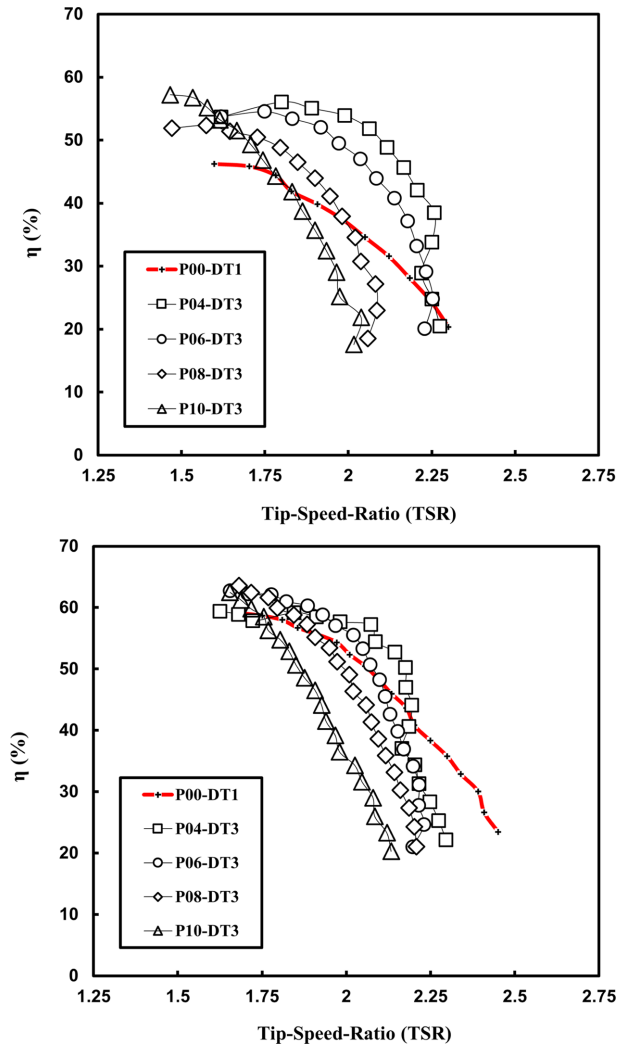 70
60
50
40
30
20
10
0
η (%)
P00-DT1
P04-DT3
P06-DT3
P08-DT3
P10-DT3
1.25 1.5 1.75 2 2.25 2.5 2.75
Tip-Speed-Ratio (TSR)
70
60
50
40
30
20
10
0
η (%)
P00-DT1
P04-DT3
P06-DT3
P08-DT3
P10-DT3
1.25 1.5 1.75 2 2.25 2.5 2.75
Tip-Speed-Ratio (TSR)